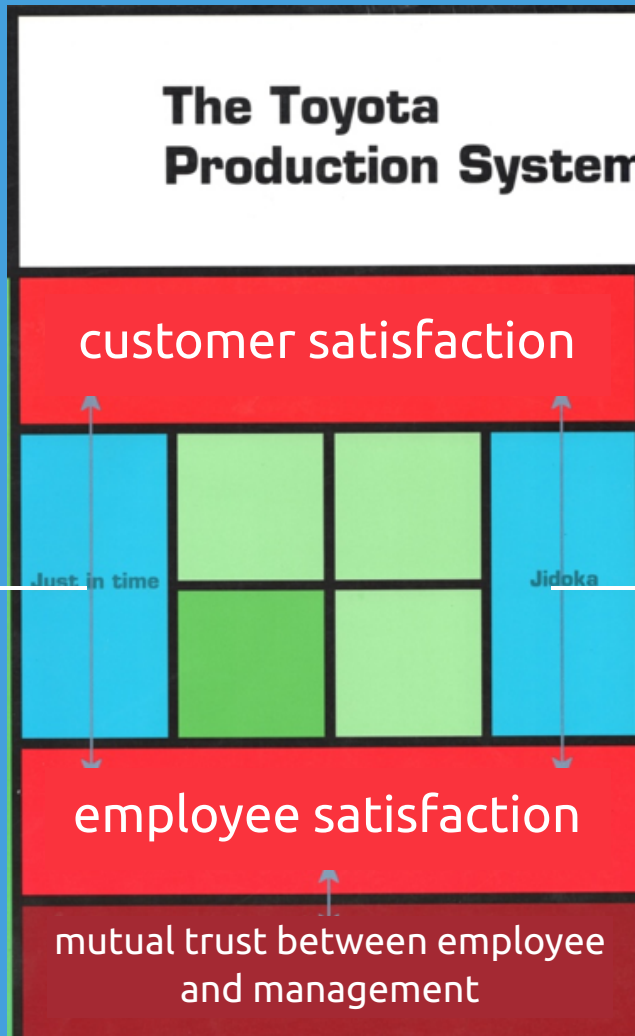 The Toyota
Production System
customer satisfaction
Just in time
Jidoka
employee satisfaction
mutual trust between employee
and management